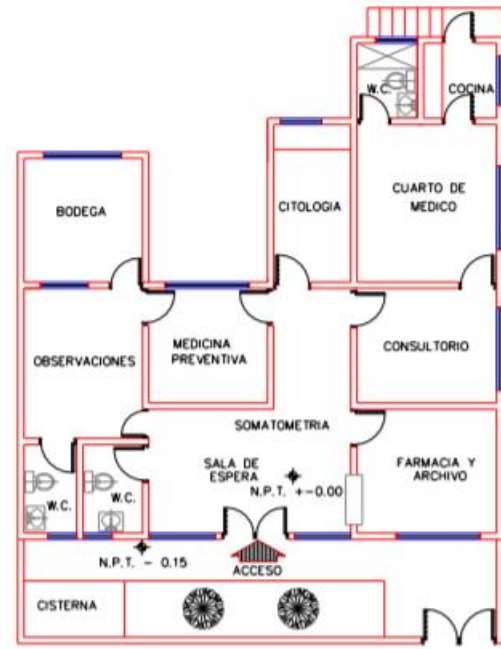 W.C.
COCINA
CUARTO DE
MEDICO
BODEGA
CITOLOGIA
MEDICINA
PREVENTIVA
OBSERVACIONES
CONSULTORIO
SOMATOMETRIA
SALA DE
ESPERA
N.P.T. +-0.00
FARMACIA Y
ARCHIVO
W.C.
W.C.
N.P.T. - 0.15
ACCESO
CISTERNA